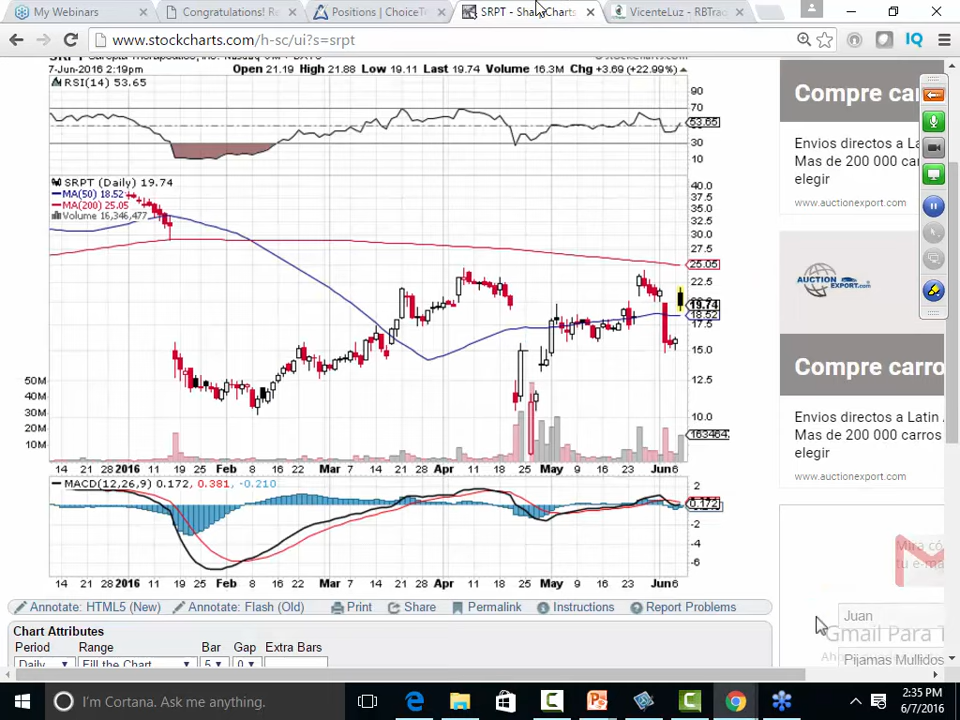 My Webinars
Congratulations! Re
Positions | ChoiceT
SRPT - SharpCharts
VicenteLuz - RBTrad
www.stockcharts.com/h-sc/ui?s=srpt
IQ
7-Jun-2016 2:19pm
Open 21.19 High 21.88 Low 19.11 Last 19.74 Volume 16.3M Chg +3.69 (+22.99%)
RSI(14) 53.65
90
70
53.65
30
10
SRPT (Daily) 19.74
MA(50) 18.52
MA(200) 25.05
Volume 16,346,477
40.0
37.5
35.0
32.5
30.0
27.5
25.05
22.5
19.74
18.52
17.5
15.0
12.5
10.0
50M
40M
30M
20M
10M
163464
14 21 28 2016 11 19 25 Feb 8 16 22 Mar 7 14 21 28 Apr 11 18 25 May 9 16 23 Jun 6
MACD(12,26,9) 0.172, 0.381, -0.210
2
0.172
-2
-4
-6
14 21 28 2016 11 19 25 Feb 8 16 22 Mar 7 14 21 28 Apr 11 18 25 May 9 16 23 Jun 6
Annotate: HTML5 (New)
Annotate: Flash (Old)
Print
Share
Permalink
Instructions
Report Problems
Chart Attributes
Period Range Bar Gap Extra Bars
Daily Fill the Chart 5 0
Compre ca
Envios directos a La
Mas de 200 000 ca
elegir
www.auctionexport.com
AUCTION
EXPORT.com
Compre carro
Envios directos a Latin
Mas de 200 000 carros
elegir
www.auctionexport.com
Mira có
tu e-m
Juan
Gmail Para T
Pijamas Mullidos
I'm Cortana. Ask me anything.
2:35 PM
6/7/2016